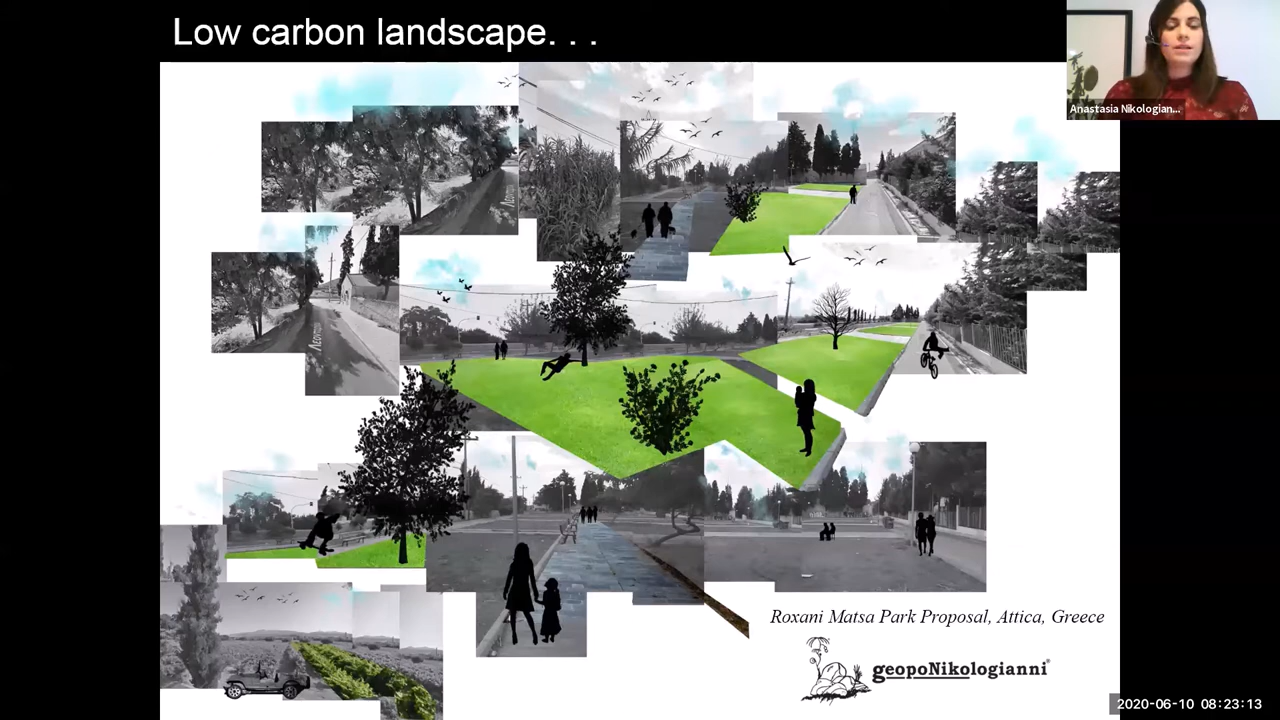 Low carbon landscape. . .
Anastasia Nikologian...
Roxani Matsa Park Proposal, Attica, Greece
geopoNikologianni®
2020-06-10 08:23:13